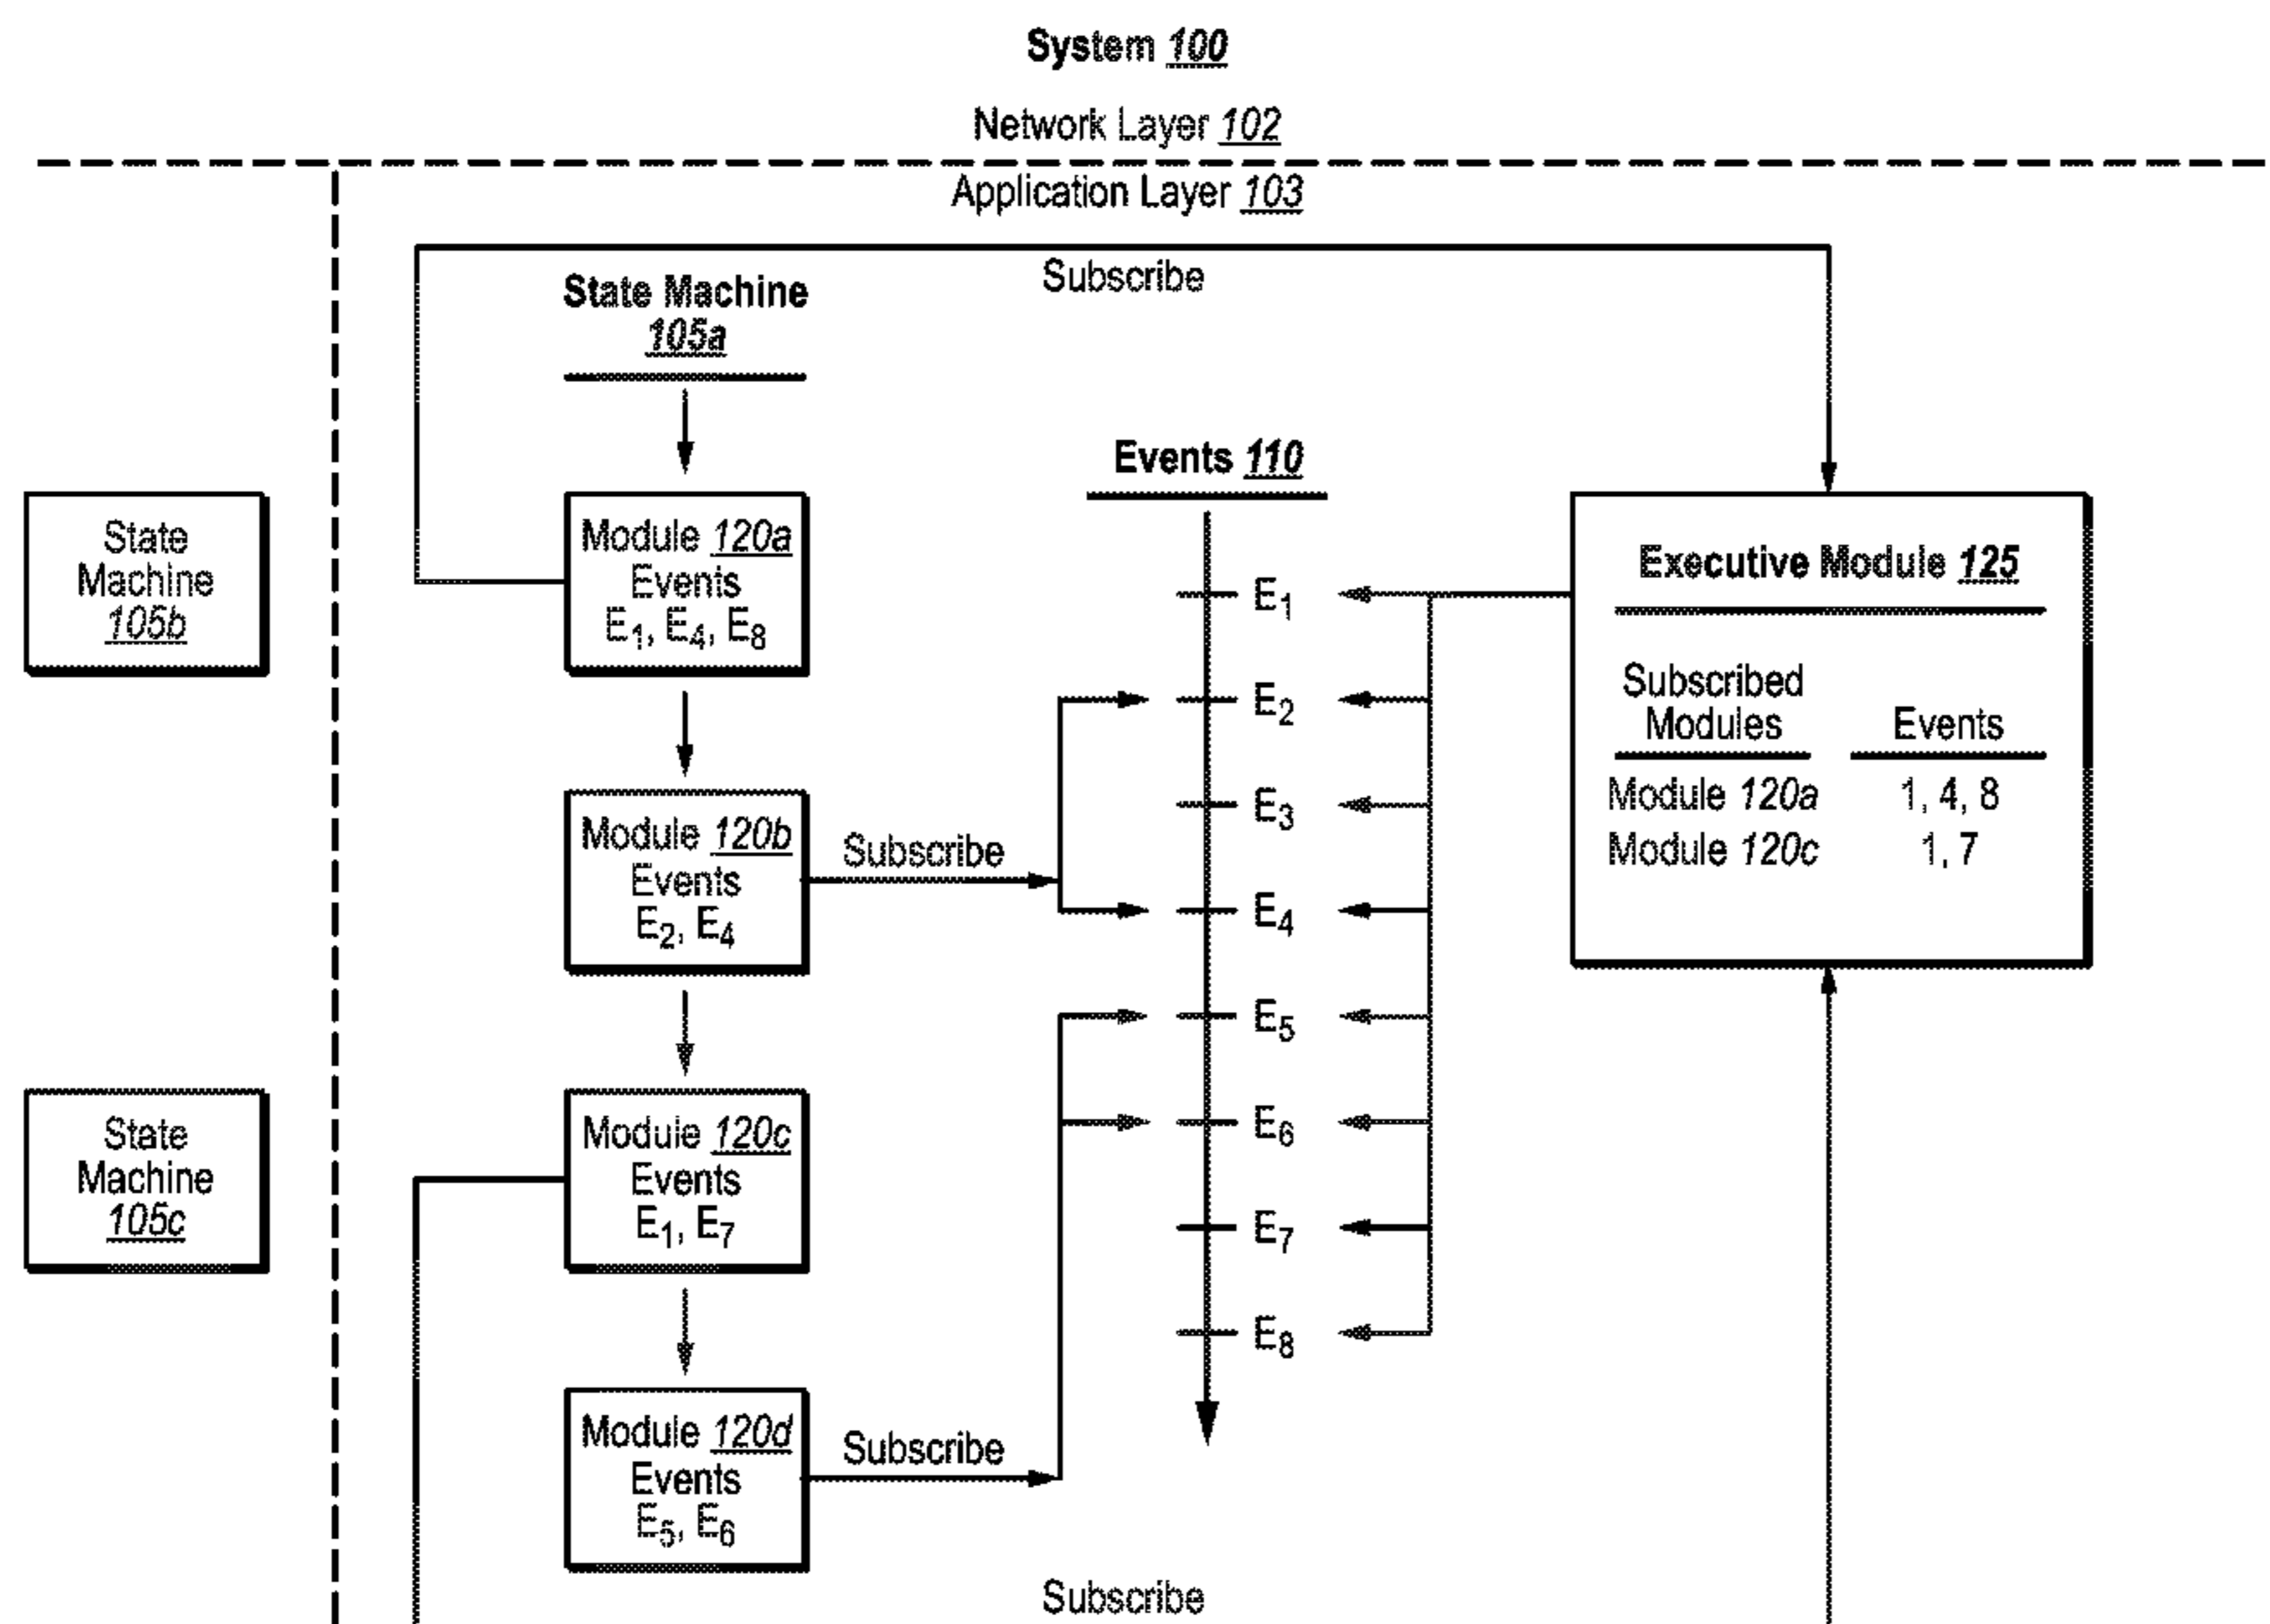 System 100
Network Layer 102
Application Layer 103
Subscribe
State Machine
105a
Events 110
State
Machine
105b
Module 120a
Events
E₁, E₄, E₈
E₁
Executive Module 125
Subscribed
Modules
Events
Module 120a
1, 4, 8
Module 120c
1, 7
E₂
E₃
Module 120b
Events
E₂, E₄
Subscribe
E₄
E₅
State
Machine
105c
Module 120c
Events
E₁, E₇
E₆
E₇
E₈
Module 120d
Events
E₅, E₆
Subscribe
Subscribe